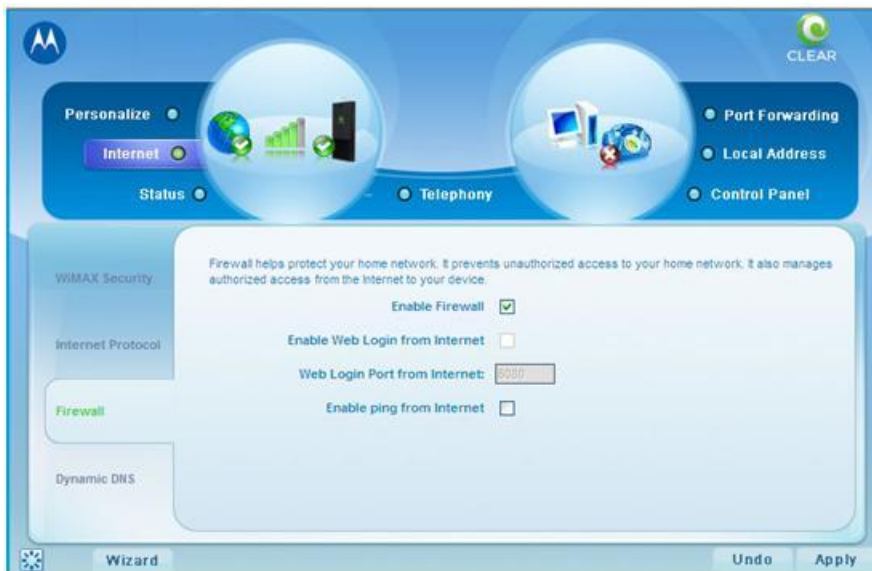 CLEAR
Personalize
Internet
Status
Telephony
Port Forwarding
Local Address
Control Panel
WiMAX Security
Internet Protocol
Firewall
Dynamic DNS
Firewall helps protect your home network. It prevents unauthorized access to your home network. It also manages
authorized access from the Internet to your device.
Enable Firewall
Enable Web Login from Internet
Web Login Port from Internet:
Enable ping from Internet
Wizard
Undo
Apply